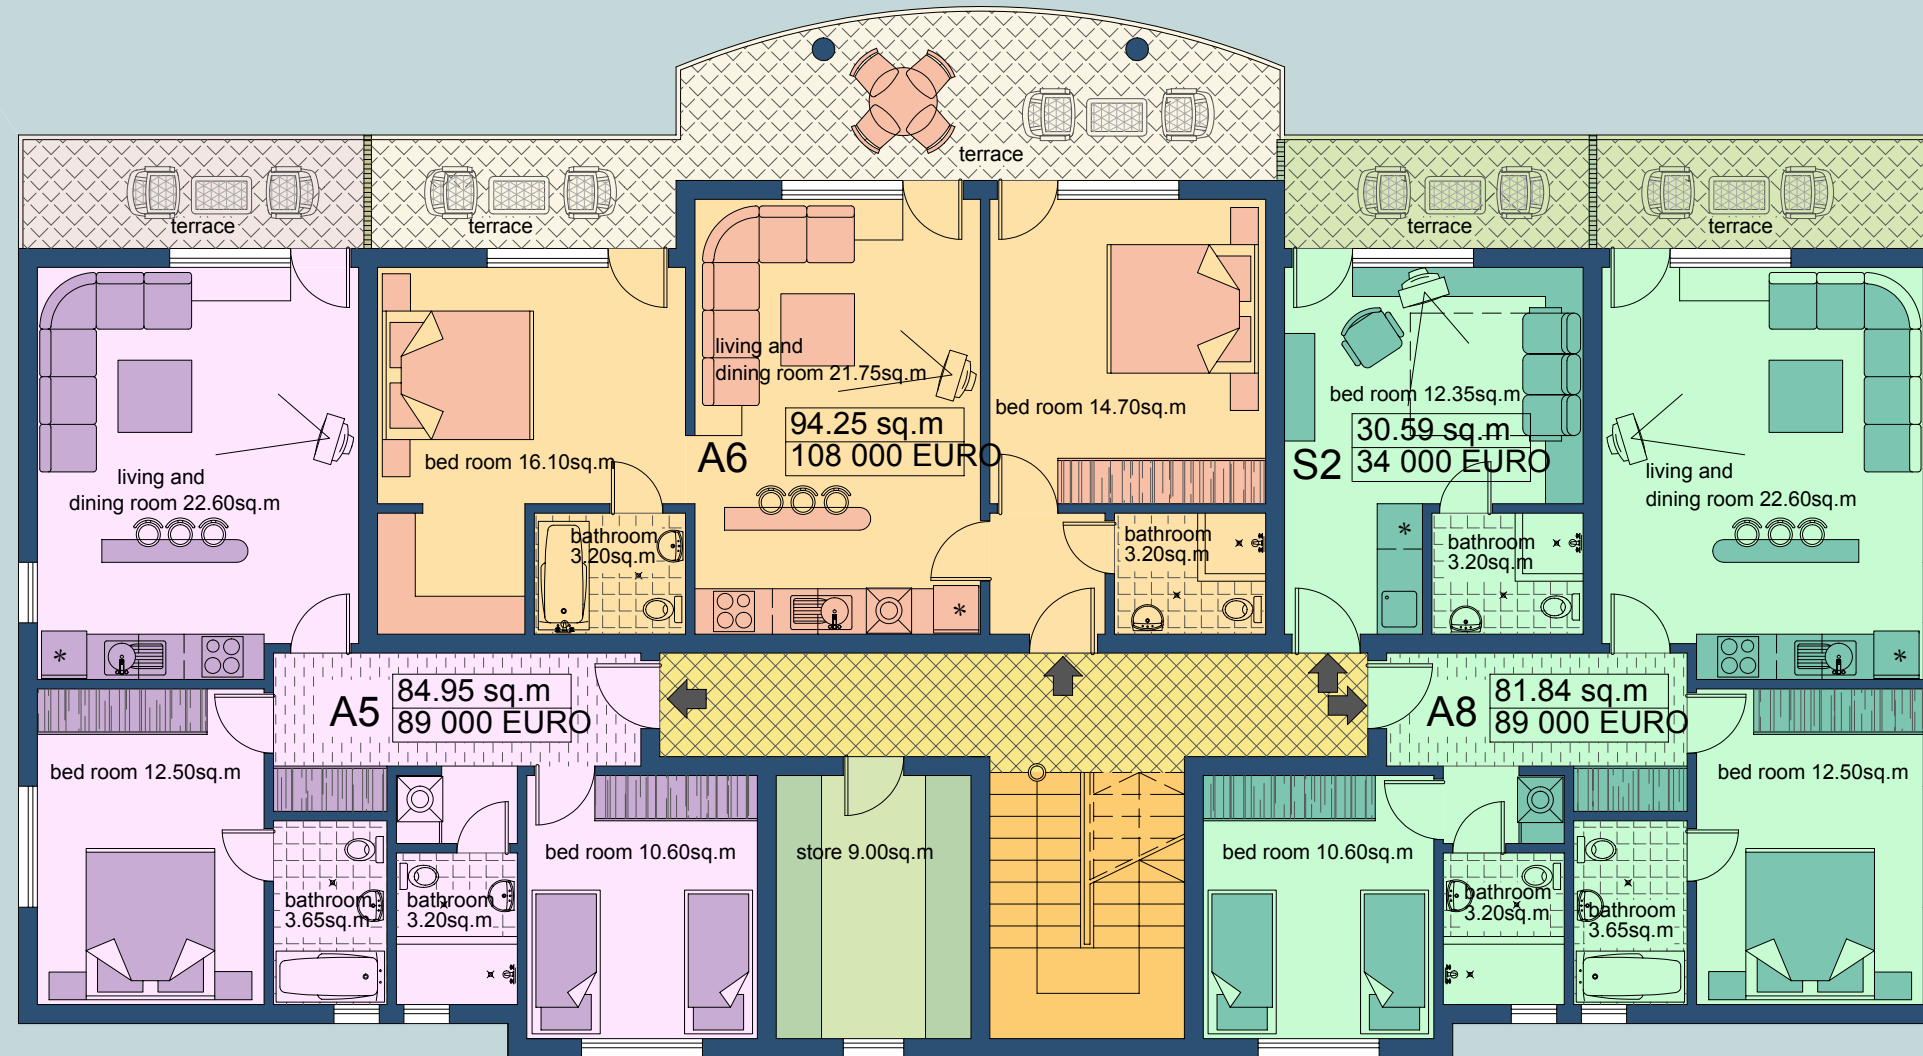 terrace
terrace
terrace
terrace
terrace
living and
dining room 21.75sq.m
bed room 14.70sq.m
bed room 12.35sq.m
94.25 sq.m
108 000 EURO
A6
30.59 sq.m
34 000 EURO
S2
bed room 16.10sq.m
living and
dining room 22.60sq.m
living and
dining room 22.60sq.m
bathroom
3.20sq.m
bathroom
3.20sq.m
bathroom
3.20sq.m
*
*
*
*
A5
84.95 sq.m
89 000 EURO
A8
81.84 sq.m
89 000 EURO
bed room 12.50sq.m
bed room 12.50sq.m
bed room 10.60sq.m
store 9.00sq.m
bed room 10.60sq.m
bathroom
3.65sq.m
bathroom
3.20sq.m
bathroom
3.20sq.m
bathroom
3.65sq.m